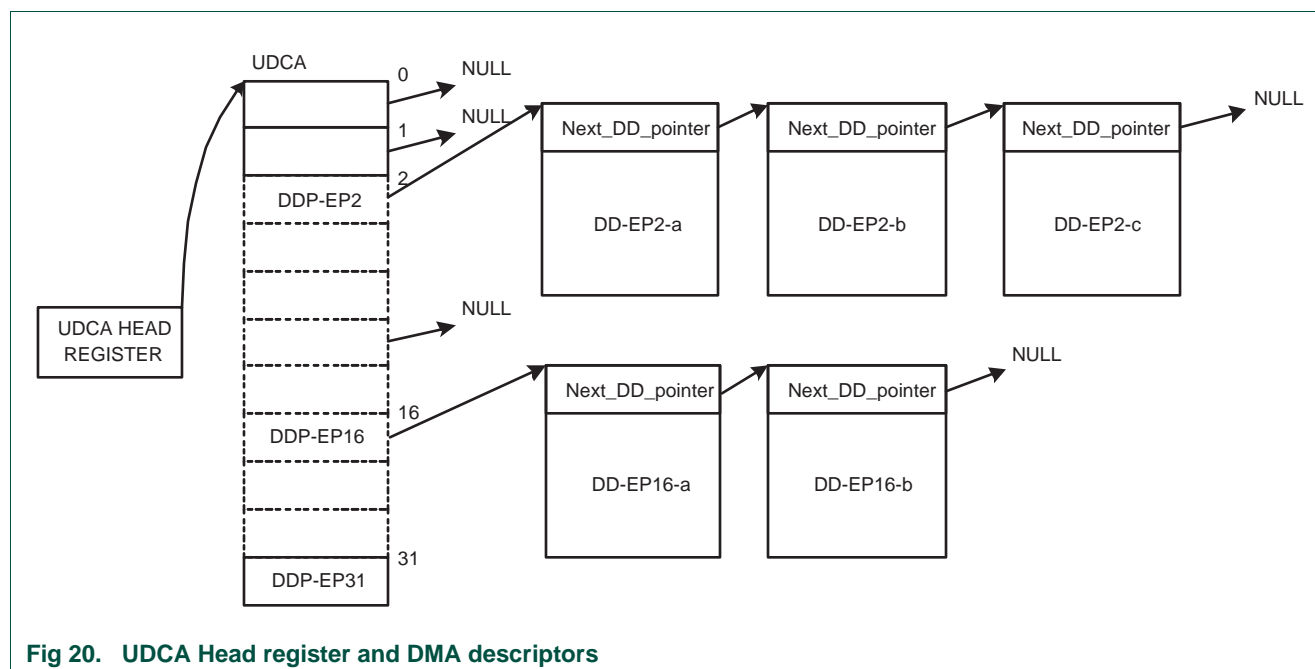 UDCA
0
NULL
NULL
NULL
1
Next_DD_pointer
Next_DD_pointer
Next_DD_pointer
2
DDP-EP2
DD-EP2-a
DD-EP2-b
DD-EP2-c
NULL
UDCA HEAD
REGISTER
NULL
Next_DD_pointer
Next_DD_pointer
16
DDP-EP16
DD-EP16-a
DD-EP16-b
31
DDP-EP31
Fig 20. UDCA Head register and DMA descriptors